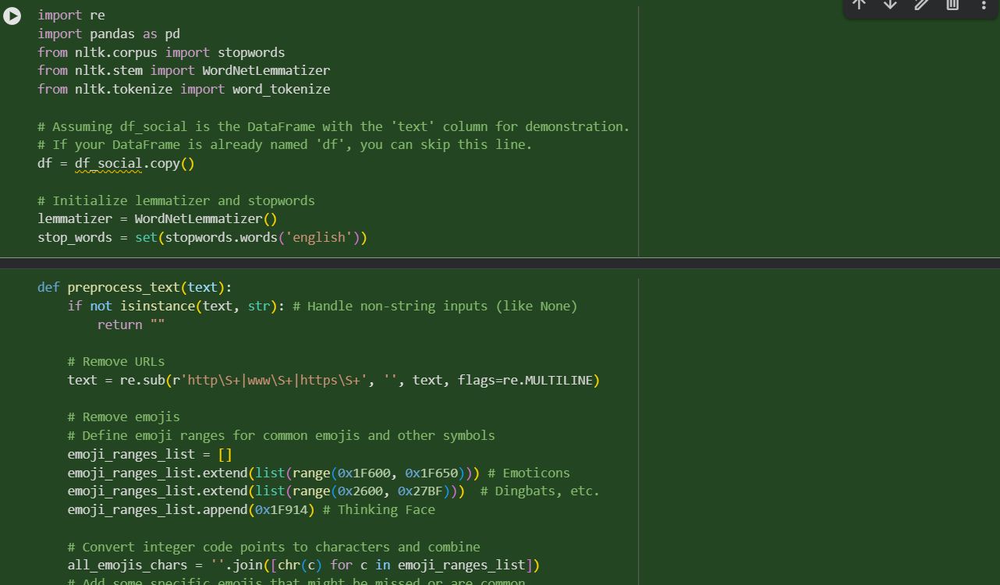 import re
import pandas as pd
from nltk.corpus import stopwords
from nltk.stem import WordNetLemmatizer
from nltk.tokenize import word_tokenize

# Assuming df_social is the DataFrame with the 'text' column for demonstration.
# If your DataFrame is already named 'df', you can skip this line.
df = df_social.copy()

# Initialize lemmatizer and stopwords
lemmatizer = WordNetLemmatizer()
stop_words = set(stopwords.words('english'))

def preprocess_text(text):
    if not isinstance(text, str): # Handle non-string inputs (like None)
        return ""

    # Remove URLs
    text = re.sub(r'http\S+|www\S+|https\S+', '', text, flags=re.MULTILINE)

    # Remove emojis
    # Define emoji ranges for common emojis and other symbols
    emoji_ranges_list = []
    emoji_ranges_list.extend(list(range(0x1F600, 0x1F650))) # Emoticons
    emoji_ranges_list.extend(list(range(0x2600, 0x27BF)))  # Dingbats, etc.
    emoji_ranges_list.append(0x1F914) # Thinking Face

    # Convert integer code points to characters and combine
    all_emojis_chars = ''.join([chr(c) for c in emoji_ranges_list])
    # Add some specific emojis that might be missed or are common